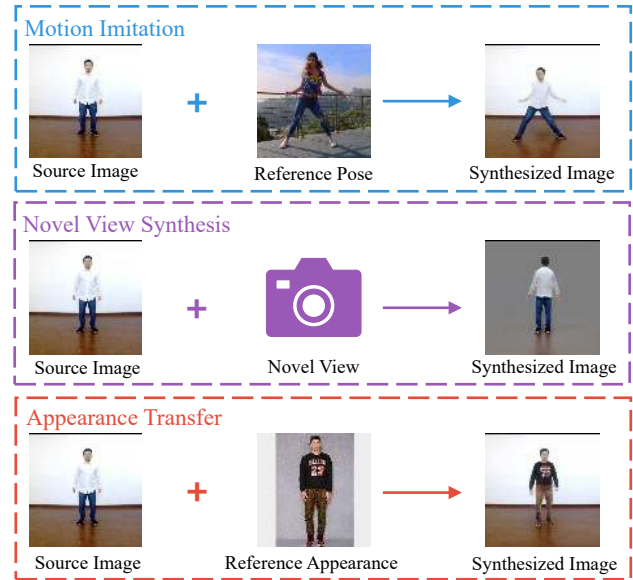 Motion Imitation
Source Image
Reference Pose
Synthesized Image
Novel View Synthesis
Source Image
Novel View
Synthesized Image
Appearance Transfer
23
Source Image
Reference Appearance
Synthesized Image